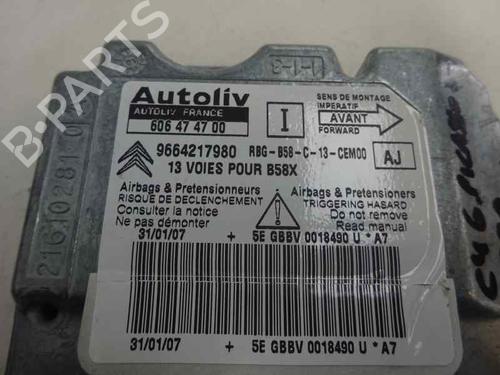 B-PARTS
1-1-3
Autoliv
AUTOLIV FRANCE
606 47 47 00
I
SENS DE MONTAGE
IMPERATIF
AVANT
FORWARD
9664217980 RBG-B58-C-13-CEM00 AJ
13 VOIES POUR B58X
Airbags & Pretensionneurs
RISQUE DE DECLENCHEMENT
Consulter la notice
Ne pas démonter
Airbags & Pretensioners
TRIGGERING HASARD
Do not remove
Read manual
31/01/07 + 5E GBBV 0018490 U * A7
31/01/07 + 5E GBBV 0018490 U * A7